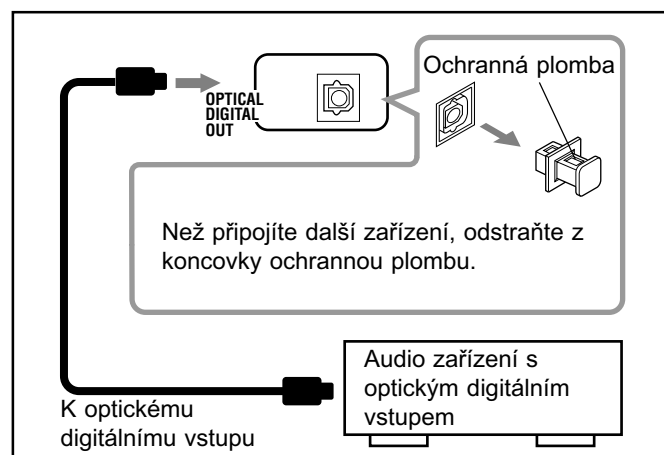 Ochranná plomba
OPTICAL
DIGITAL
OUT
Než připojíte další zařízení, odstraňte z
koncovky ochrannou plombu.
Audio zařízení s
optickým digitálním
vstupem
K optickému
digitálnímu vstupu